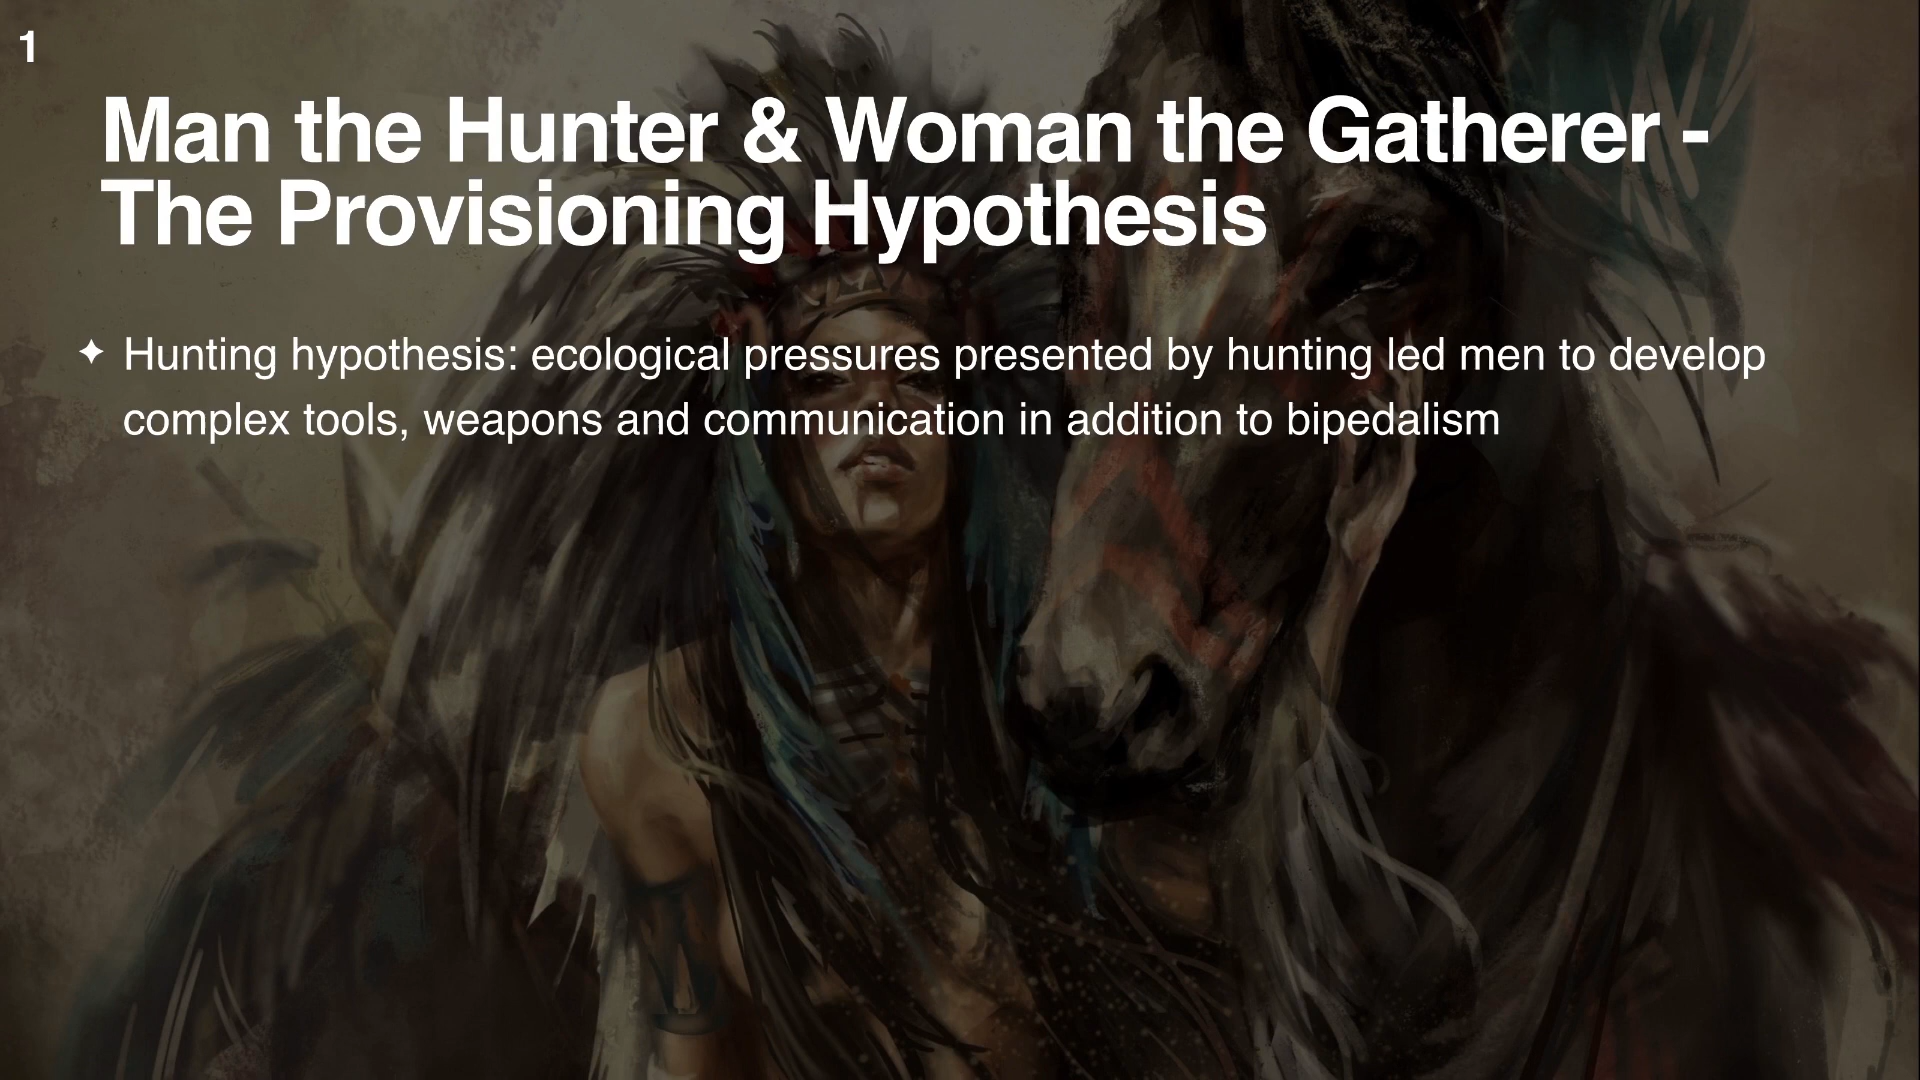 1
Man the Hunter & Woman the Gatherer -
The Provisioning Hypothesis
✦ Hunting hypothesis: ecological pressures presented by hunting led men to develop
complex tools, weapons and communication in addition to bipedalism